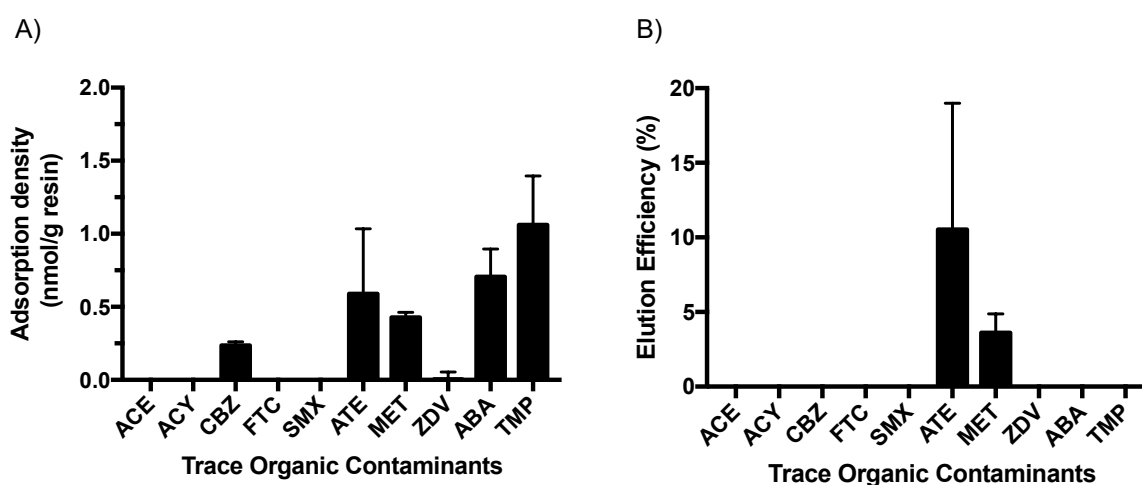 A)
Adsorption density
(nmol/g resin)
2.0
1.5
1.0
0.5
0.0
ACE
ACY
CBZ
FTC
SMX
ATE
MET
ZDV
ABA
TMP
Trace Organic Contaminants
B)
Elution Efficiency (%)
20
15
10
5
0
ACE
ACY
CBZ
FTC
SMX
ATE
MET
ZDV
ABA
TMP
Trace Organic Contaminants